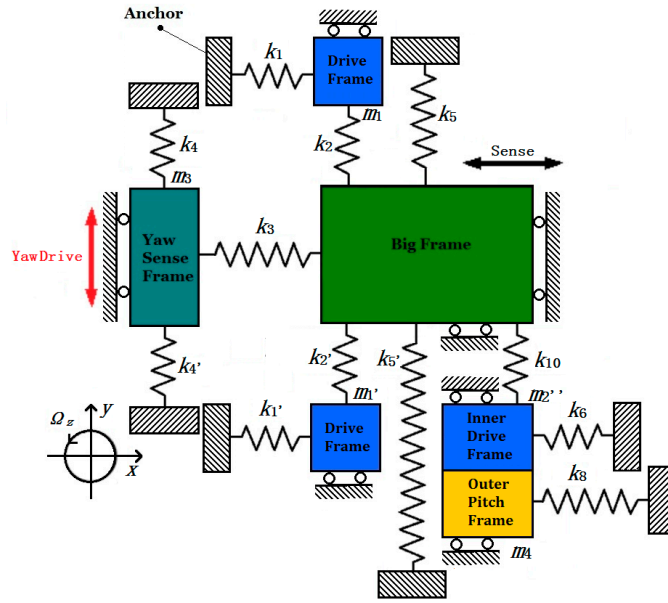 Anchor
k1
Drive
Frame
m1
k5
k4
k2
Sense
m3
k3
Yaw
Sense
Frame
Big Frame
YawDrive
k2'
k5'
k10
k4'
m1'
m2''
k1'
k6
Ωz
y
x
Drive
Frame
Inner
Drive
Frame
k8
Outer
Pitch
Frame
m4